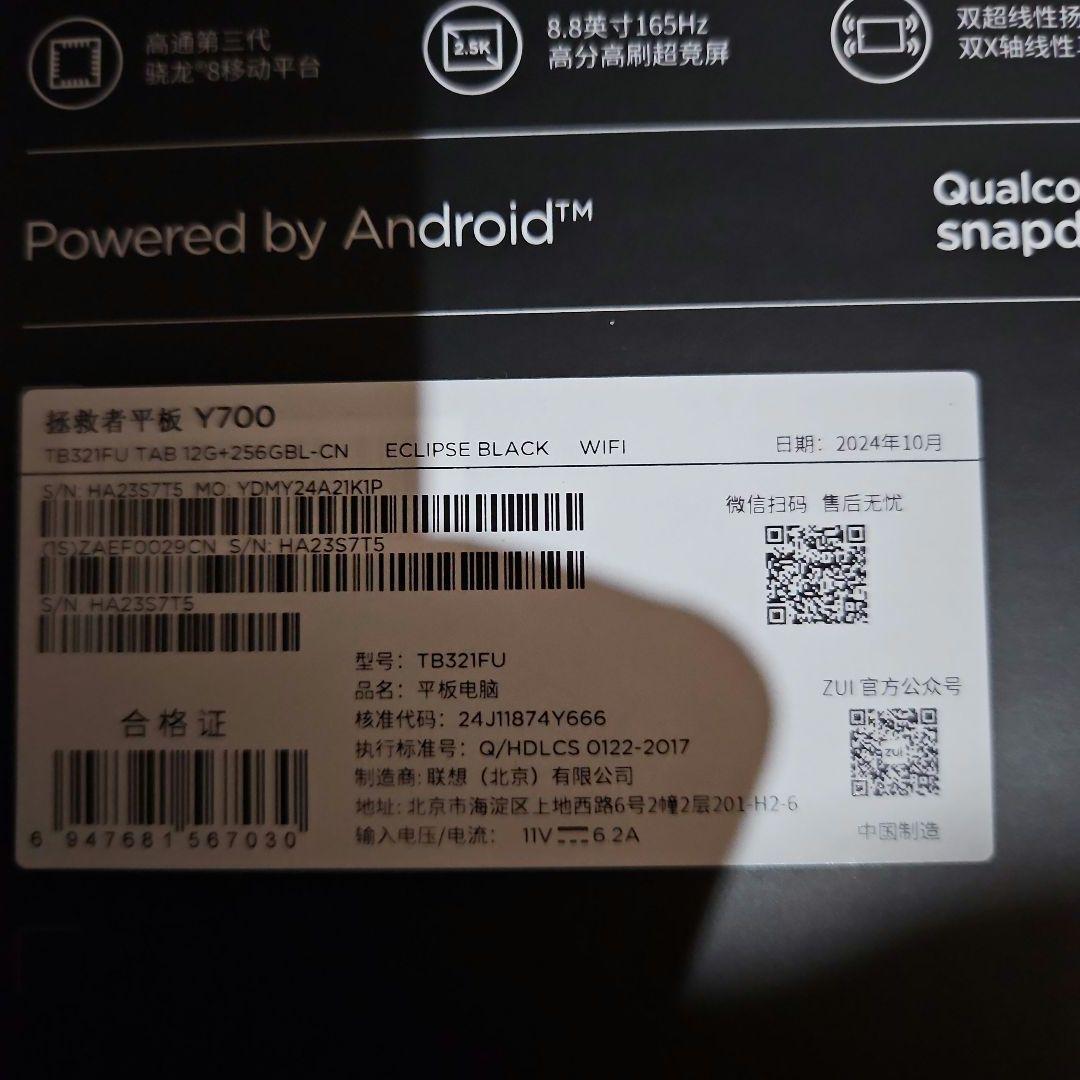 高通第三代
骁龙®8移动平台
2.5K
8.8英寸165Hz
高分高刷超竞屏
双超线性扬
双X轴线性
Powered by Android™
Qualco
snapd
拯救者平板 Y700
TB321FU TAB 12G+256GBL-CN ECLIPSE BLACK WIFI
日期：2024年10月
S/N: HA23S7T5 MO: YDMY24A21K1P
(1S)ZAEF0029CN S/N: HA23S7T5
S/N: HA23S7T5
微信扫码 售后无忧
型号：TB321FU
品名：平板电脑
核准代码：24J11874Y666
执行标准号：Q/HDLCS 0122-2017
制造商: 联想（北京）有限公司
地址: 北京市海淀区上地西路6号2幢2层201-H2-6
输入电压/电流： 11V 6.2A
合格证
6 947681 567030
ZUI 官方公众号
zui
中国制造